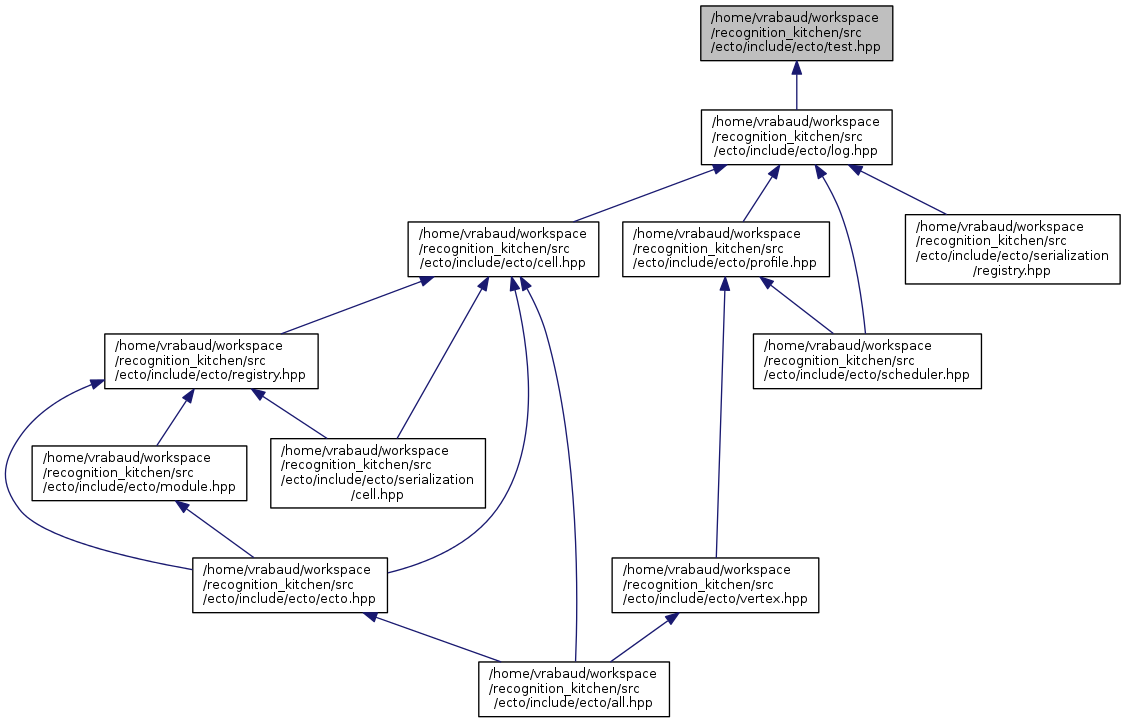 /home/vrabaud/workspace
/recognition_kitchen/src
/ecto/include/ecto/test.hpp
/home/vrabaud/workspace
/recognition_kitchen/src
/ecto/include/ecto/log.hpp
/home/vrabaud/workspace
/recognition_kitchen/src
/ecto/include/ecto/cell.hpp
/home/vrabaud/workspace
/recognition_kitchen/src
/ecto/include/ecto/profile.hpp
/home/vrabaud/workspace
/recognition_kitchen/src
/ecto/include/ecto/serialization
/registry.hpp
/home/vrabaud/workspace
/recognition_kitchen/src
/ecto/include/ecto/registry.hpp
/home/vrabaud/workspace
/recognition_kitchen/src
/ecto/include/ecto/scheduler.hpp
/home/vrabaud/workspace
/recognition_kitchen/src
/ecto/include/ecto/module.hpp
/home/vrabaud/workspace
/recognition_kitchen/src
/ecto/include/ecto/serialization
/cell.hpp
/home/vrabaud/workspace
/recognition_kitchen/src
/ecto/include/ecto/ecto.hpp
/home/vrabaud/workspace
/recognition_kitchen/src
/ecto/include/ecto/vertex.hpp
/home/vrabaud/workspace
/recognition_kitchen/src
/ecto/include/ecto/all.hpp